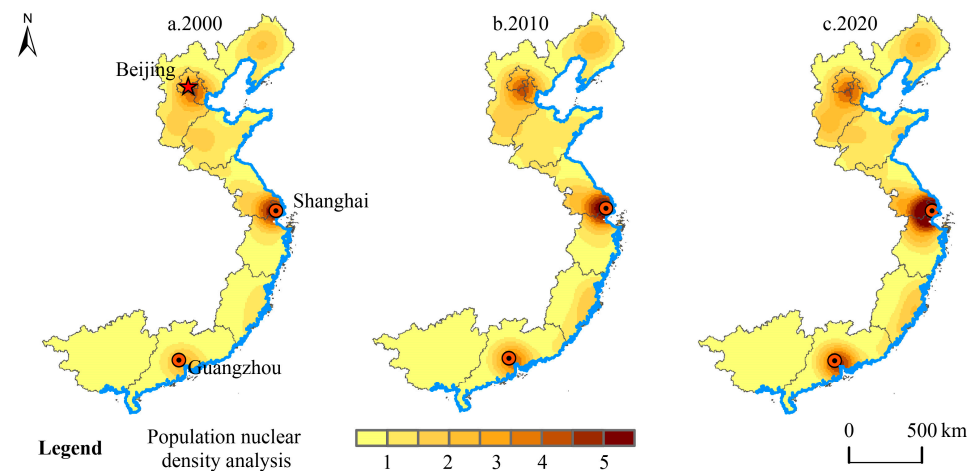 N
a.2000
b.2010
c.2020
Beijing
Shanghai
Guangzhou
Legend
Population nuclear
density analysis
1 2 3 4 5
0 500 km